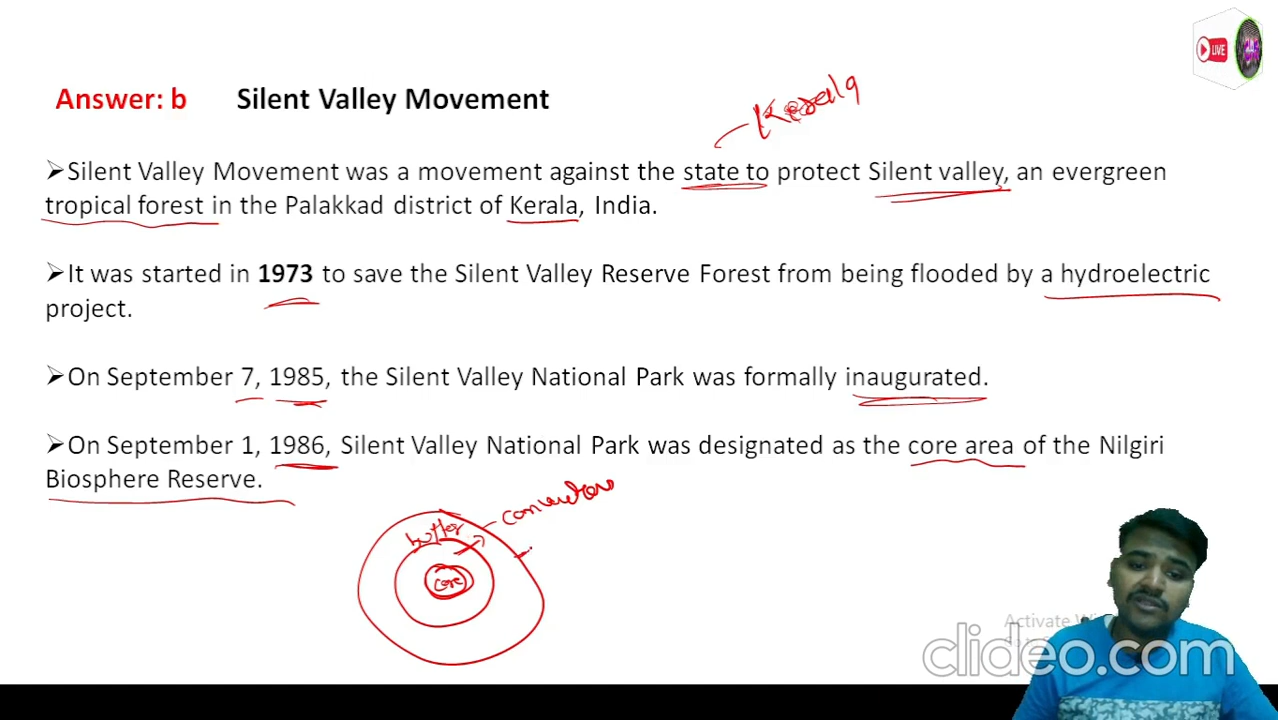 LIVE
Answer: b Silent Valley Movement
Kerala
➢Silent Valley Movement was a movement against the state to protect Silent valley, an evergreen
tropical forest in the Palakkad district of Kerala, India.
➢It was started in 1973 to save the Silent Valley Reserve Forest from being flooded by a hydroelectric
project.
➢On September 7, 1985, the Silent Valley National Park was formally inaugurated.
➢On September 1, 1986, Silent Valley National Park was designated as the core area of the Nilgiri
Biosphere Reserve.
buffer
core
Activate Wi
clideo.com